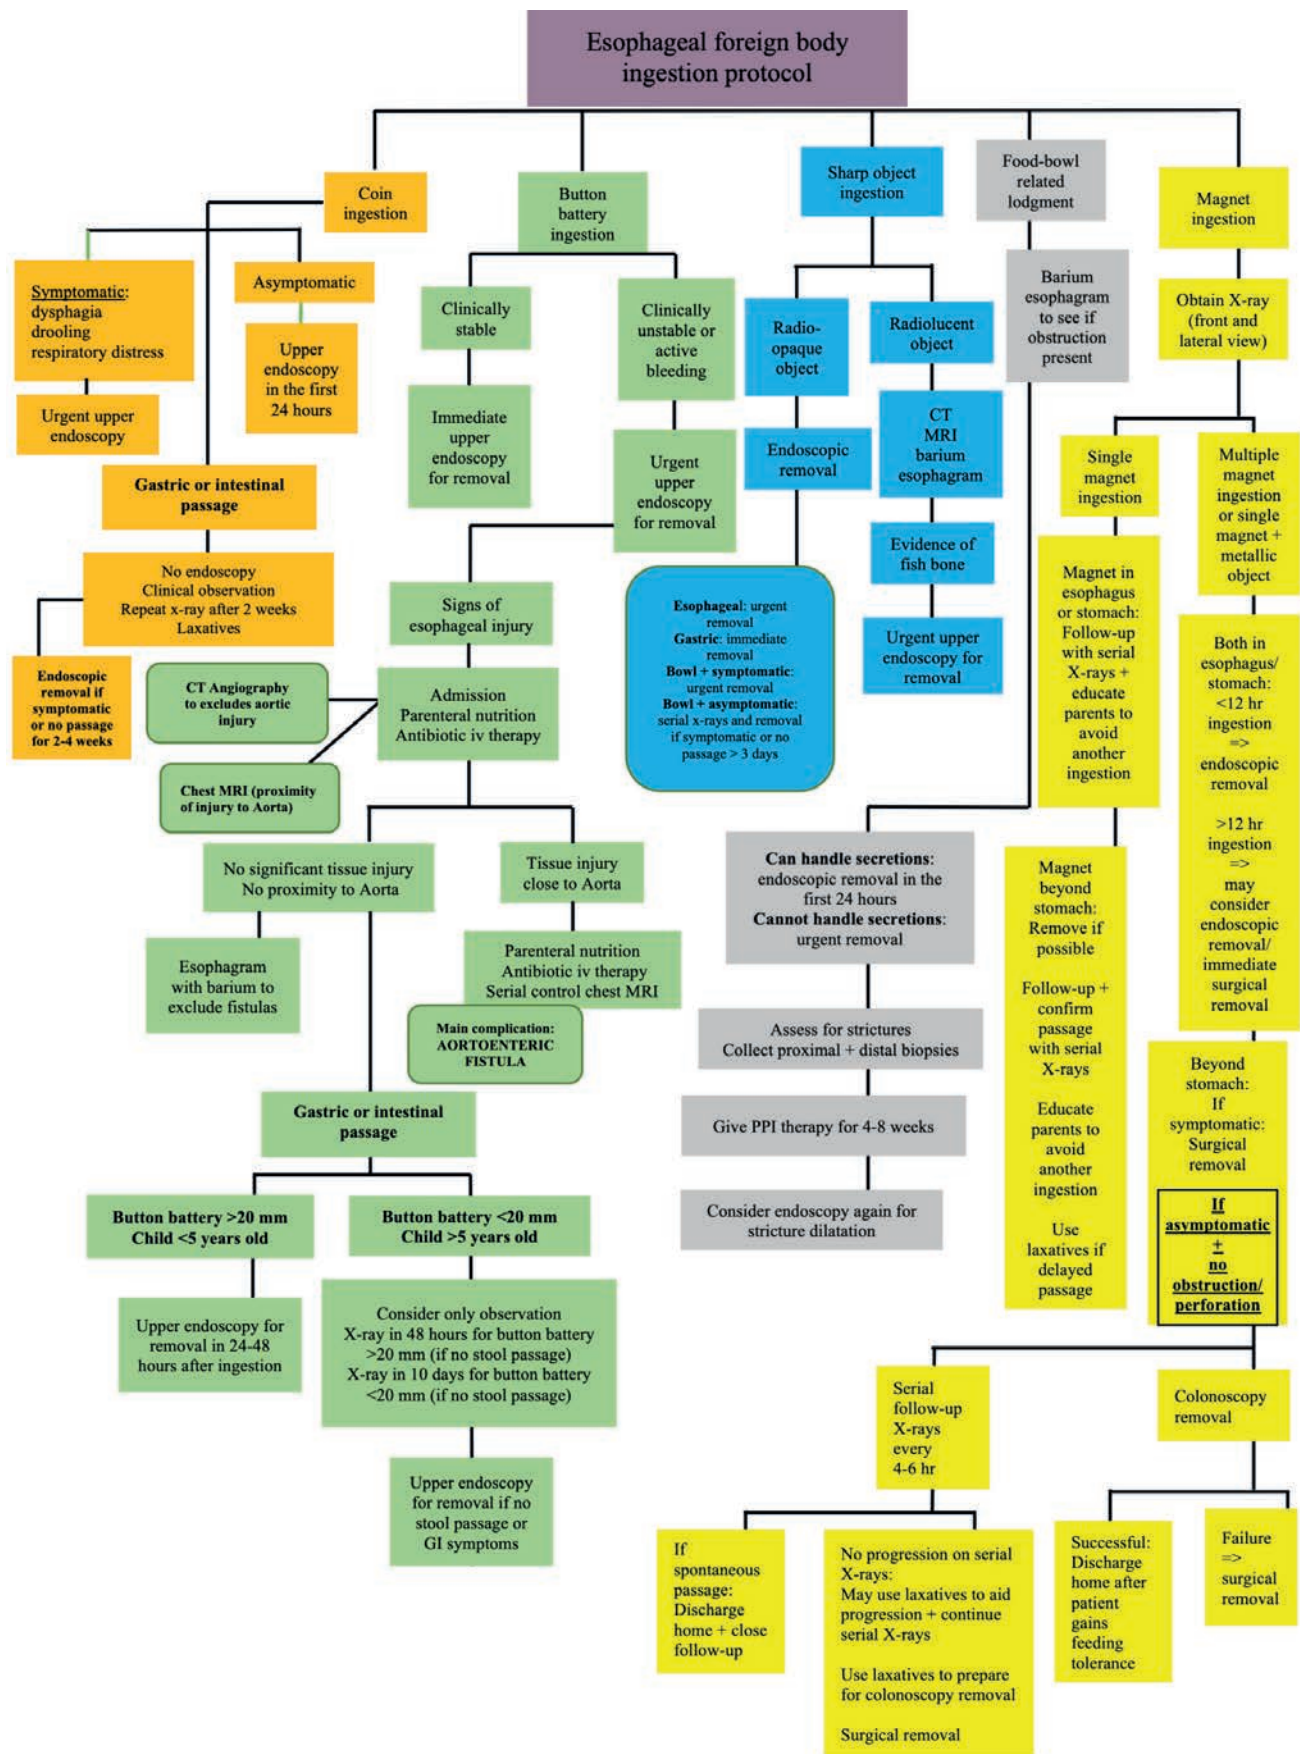 Esophageal foreign body
ingestion protocol
Coin
ingestion
Symptomatic:
dysphagia
drooling
respiratory distress
Urgent upper
endoscopy
Asymptomatic
Upper
endoscopy
in the first
24 hours
Gastric or intestinal
passage
No endoscopy
Clinical observation
Repeat x-ray after 2 weeks
Laxatives
Endoscopic
removal if
symptomatic
or no passage
for 2-4 weeks
Button
battery
ingestion
Clinically
stable
Immediate
upper
endoscopy
for removal
Clinically
unstable or
active
bleeding
Urgent
upper
endoscopy
for removal
Signs of
esophageal injury
Admission
Parenteral nutrition
Antibiotic iv therapy
CT Angiography
to excludes aortic
injury
Chest MRI (proximity
of injury to Aorta)
No significant tissue injury
No proximity to Aorta
Esophagram
with barium to
exclude fistulas
Tissue injury
close to Aorta
Parenteral nutrition
Antibiotic iv therapy
Serial control chest MRI
Main complication:
AORTOENTERIC
FISTULA
Gastric or intestinal
passage
Button battery >20 mm
Child <5 years old
Upper endoscopy for
removal in 24-48
hours after ingestion
Button battery <20 mm
Child >5 years old
Consider only observation
X-ray in 48 hours for button battery
>20 mm (if no stool passage)
X-ray in 10 days for button battery
<20 mm (if no stool passage)
Upper endoscopy
for removal if no
stool passage or
GI symptoms
Sharp object
ingestion
Radio-
opaque
object
Endoscopic
removal
Esophageal: urgent
removal
Gastric: immediate
removal
Bowl + symptomatic:
urgent removal
Bowl + asymptomatic:
serial x-rays and removal
if symptomatic or no
passage > 3 days
Radiolucent
object
CT
MRI
barium
esophagram
Evidence of
fish bone
Urgent upper
endoscopy for
removal
Food-bowl
related
lodgment
Barium
esophagram
to see if
obstruction
present
Can handle secretions:
endoscopic removal in the
first 24 hours
Cannot handle secretions:
urgent removal
Assess for strictures
Collect proximal + distal biopsies
Give PPI therapy for 4-8 weeks
Consider endoscopy again for
stricture dilatation
Magnet
ingestion
Obtain X-ray
(front and
lateral view)
Single
magnet
ingestion
Magnet in
esophagus
or stomach:
Follow-up
with serial
X-rays +
educate
parents to
avoid
another
ingestion
Magnet
beyond
stomach:
Remove if
possible
Follow-up +
confirm
passage
with serial
X-rays
Educate
parents to
avoid
another
ingestion
Use
laxatives if
delayed
passage
Multiple
magnet
ingestion
or single
magnet +
metallic
object
Both in
esophagus/
stomach:
<12 hr
ingestion
=>
endoscopic
removal
>12 hr
ingestion
=>
may
consider
endoscopic
removal/
immediate
surgical
removal
Beyond
stomach:
If
symptomatic:
Surgical
removal
If
asymptomatic
+
no
obstruction/
perforation
Serial
follow-up
X-rays
every
4-6 hr
If
spontaneous
passage:
Discharge
home + close
follow-up
No progression on serial
X-rays:
May use laxatives to aid
progression + continue
serial X-rays
Use laxatives to prepare
for colonoscopy removal
Surgical removal
Colonoscopy
removal
Successful:
Discharge
home after
patient
gains
feeding
tolerance
Failure
=>
surgical
removal